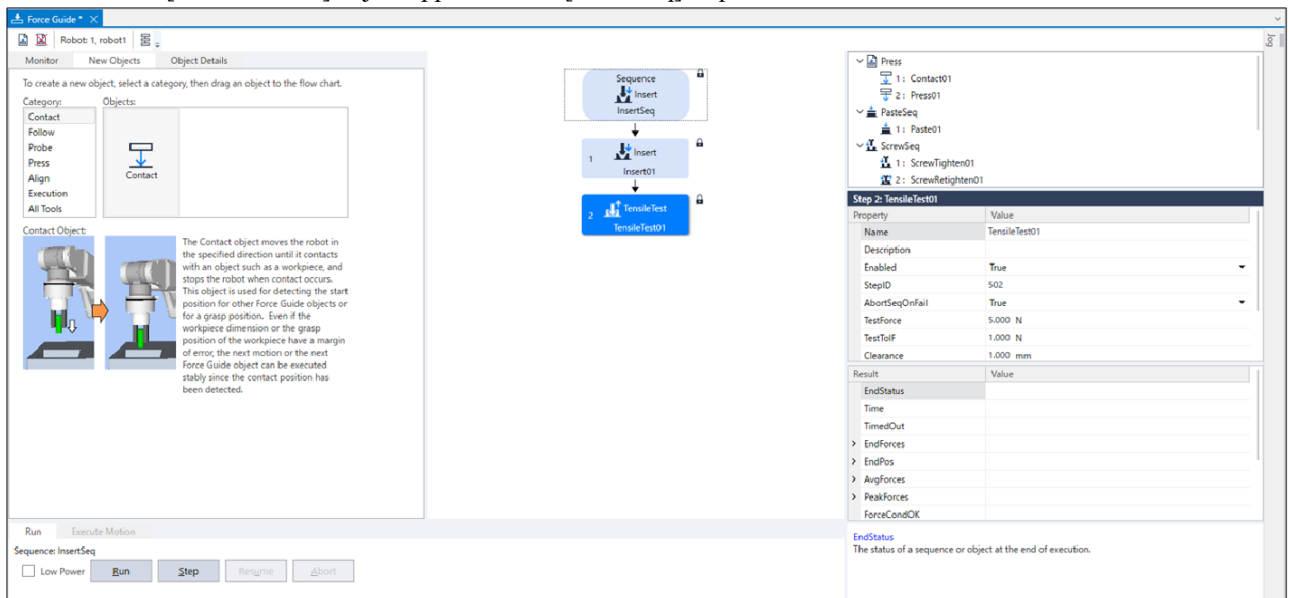 Force Guide *
Robot: 1, robot1
Jog
Monitor New Objects Object Details
To create a new object, select a category, then drag an object to the flow chart.
Category: Objects:
Contact
Follow
Probe
Press
Align
Execution
All Tools
Contact
Contact Object:
The Contact object moves the robot in
the specified direction until it contacts
with an object such as a workpiece, and
stops the robot when contact occurs.
This object is used for detecting the start
position for other Force Guide objects or
for a grasp position. Even if the
workpiece dimension or the grasp
position of the workpiece have a margin
of error, the next motion or the next
Force Guide object can be executed
stably since the contact position has
been detected.
Sequence
Insert
InsertSeq
1 Insert
Insert01
2 TensileTest
TensileTest01
Press
1: Contact01
2: Press01
PasteSeq
1: Paste01
ScrewSeq
1: ScrewTighten01
2: ScrewRetighten01
Step 2: TensileTest01
Property Value
Name TensileTest01
Description
Enabled True
StepID 502
AbortSeqOnFail True
TestForce 5.000 N
TestTolF 1.000 N
Clearance 1.000 mm
Result Value
EndStatus
Time
TimedOut
EndForces
EndPos
AvgForces
PeakForces
ForceCondOK
EndStatus
The status of a sequence or object at the end of execution.
Run Execute Motion
Sequence: InsertSeq
Low Power Run Step Resume Abort